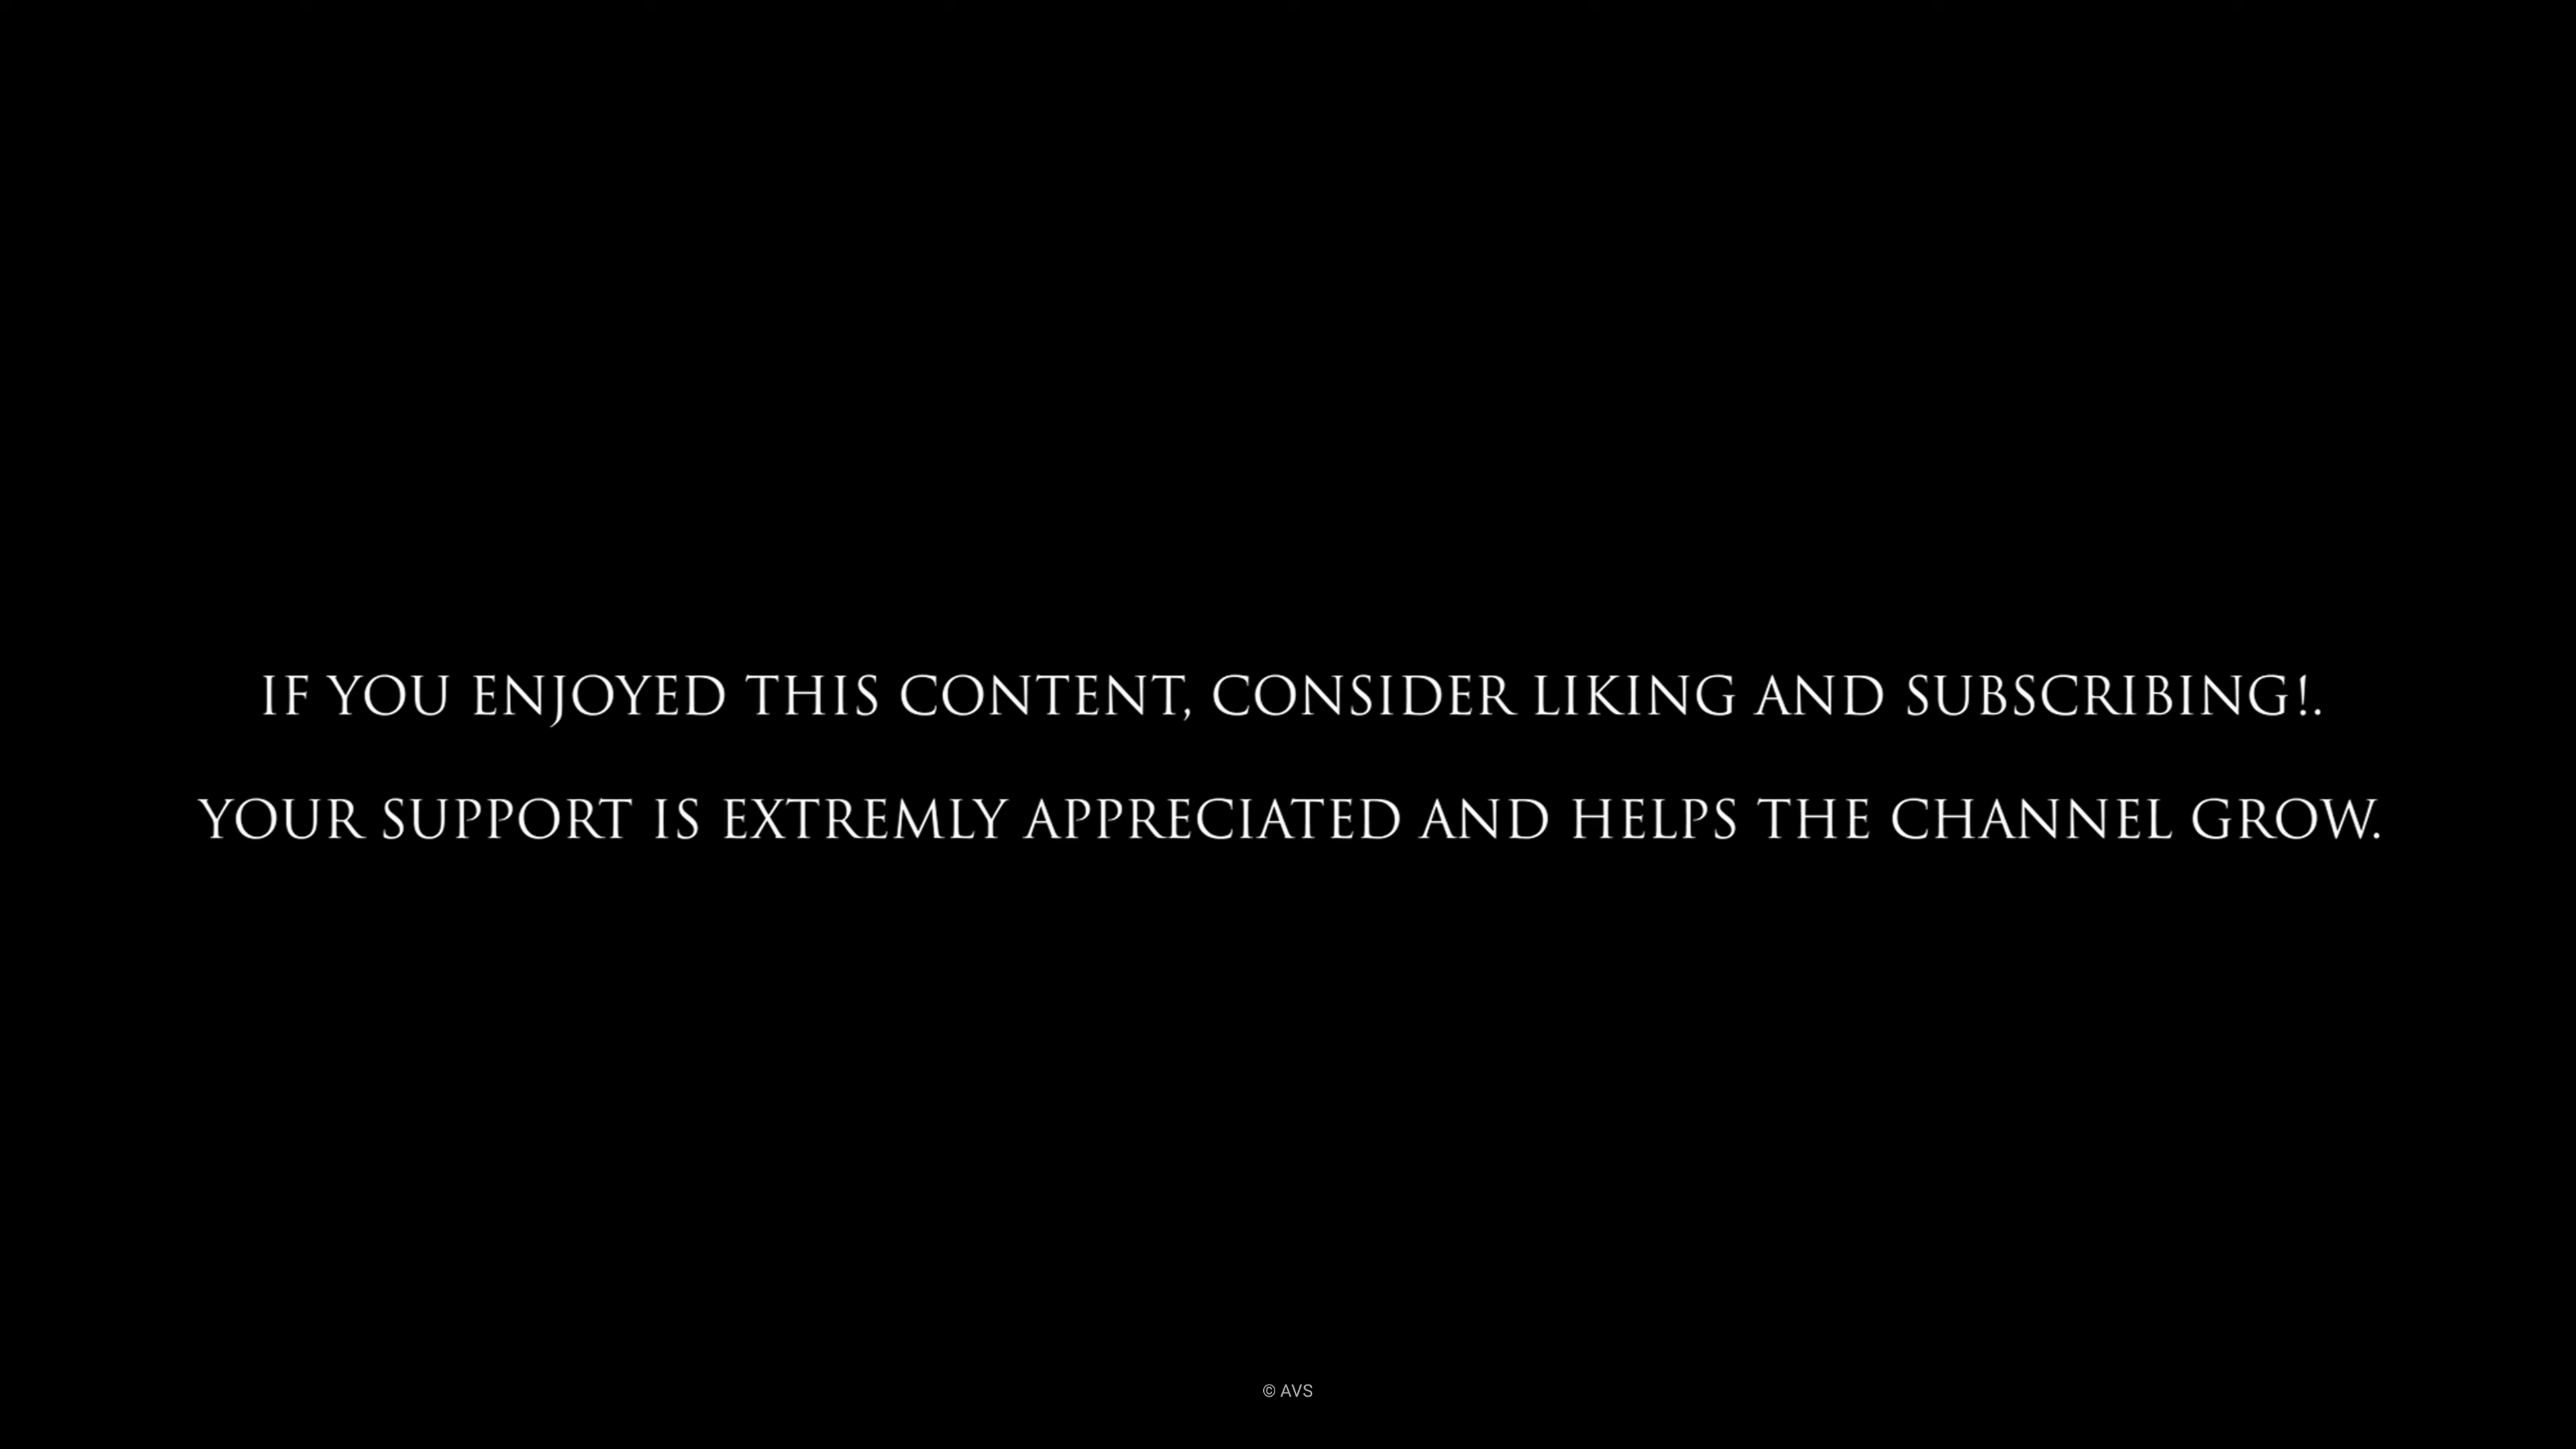 IF YOU ENJOYED THIS CONTENT, CONSIDER LIKING AND SUBSCRIBING!.
YOUR SUPPORT IS EXTREMLY APPRECIATED AND HELPS THE CHANNEL GROW.
© AVS